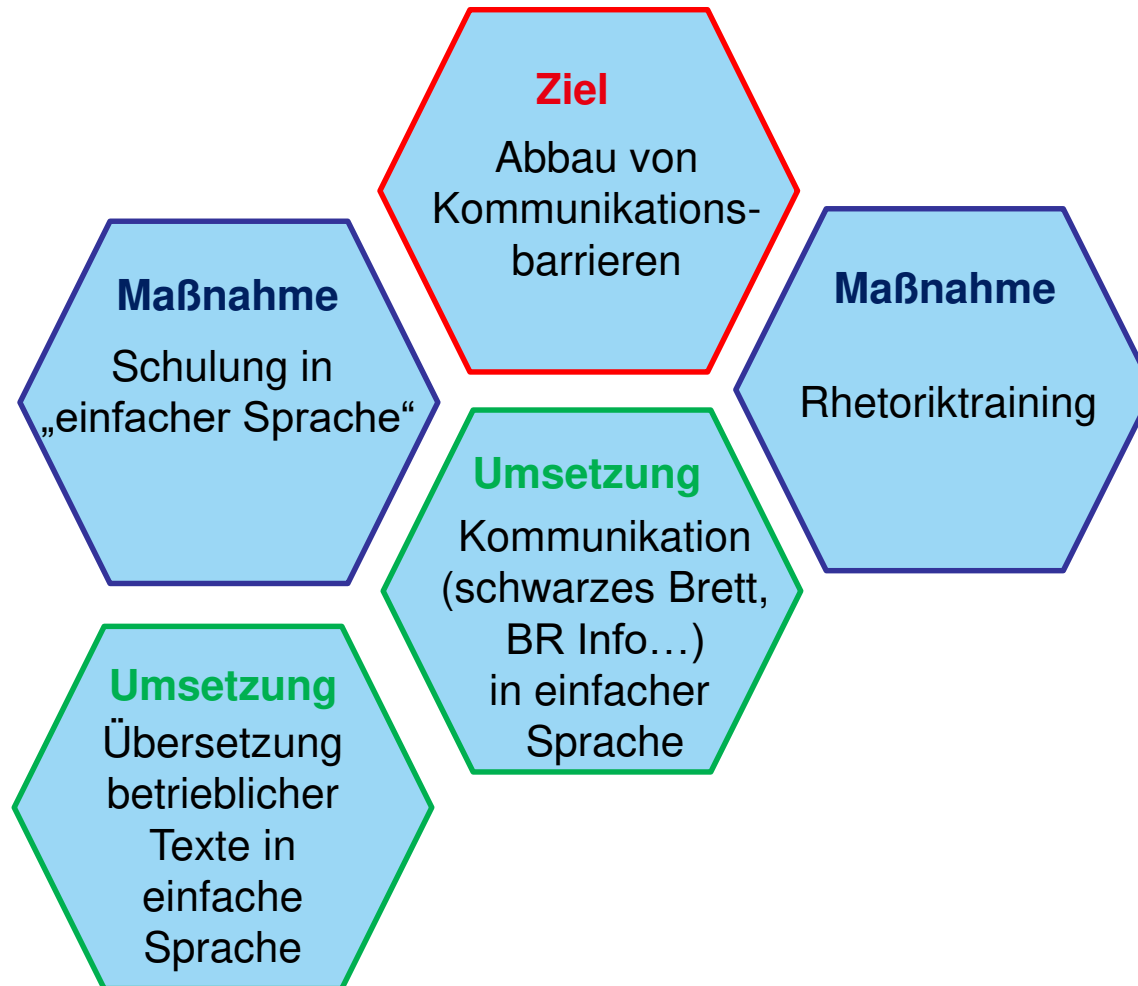 Ziel
Abbau von
Kommunikations-
barrieren
Maßnahme
Schulung in
„einfacher Sprache“
Maßnahme
Rhetoriktraining
Umsetzung
Kommunikation
(schwarzes Brett,
BR Info…)
in einfacher
Sprache
Umsetzung
Übersetzung
betrieblicher
Texte in
einfache
Sprache